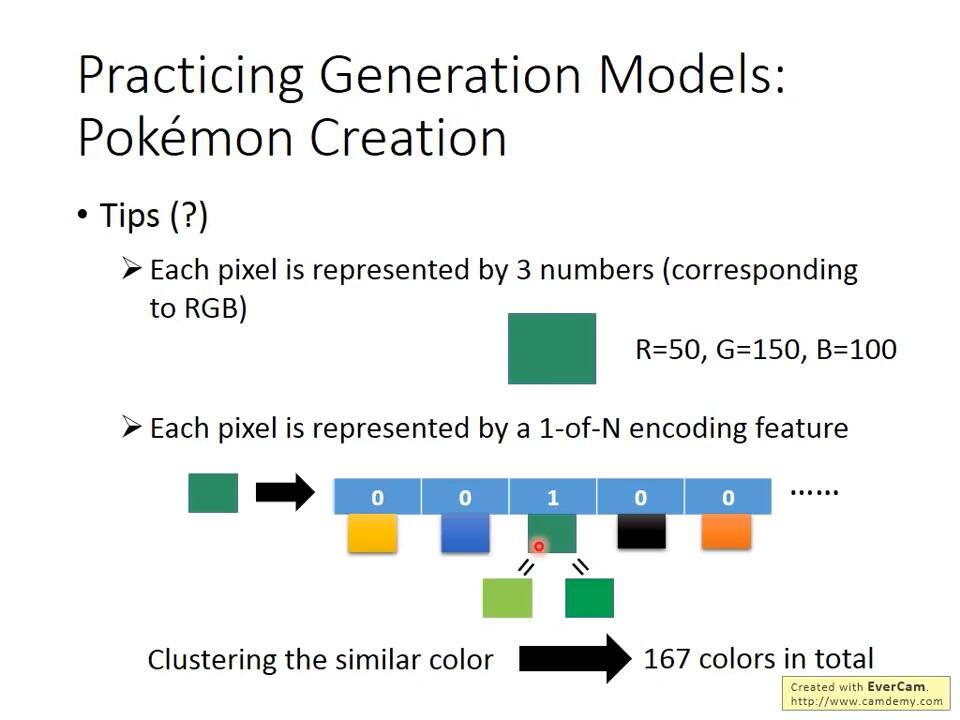 Practicing Generation Models:
Pokémon Creation
• Tips (?)
➢ Each pixel is represented by 3 numbers (corresponding
to RGB)
R=50, G=150, B=100
➢ Each pixel is represented by a 1-of-N encoding feature
0 0 1 0 0 ......
= =
Clustering the similar color 167 colors in total
Created with EverCam.
http://www.camdemy.com